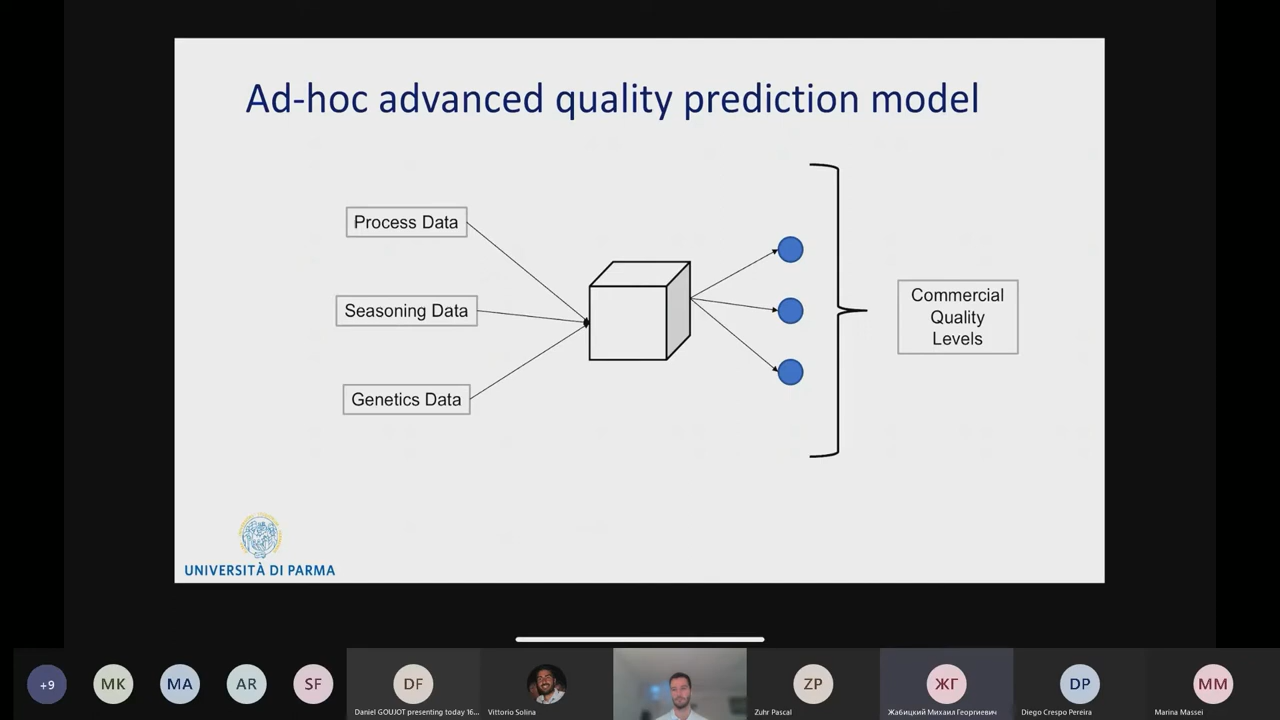 Ad-hoc advanced quality prediction model
Process Data
Seasoning Data
Genetics Data
Commercial
Quality
Levels
UNIVERSITÀ DI PARMA
+9
MK
MA
AR
SF
DF
Daniel GOUJOT presenting today 16...
Vittorio Solina
ZP
Zuhr Pascal
ЖГ
Жабицкий Михаил Георгиевич
DP
Diego Crespo Pereira
MM
Marina Massei